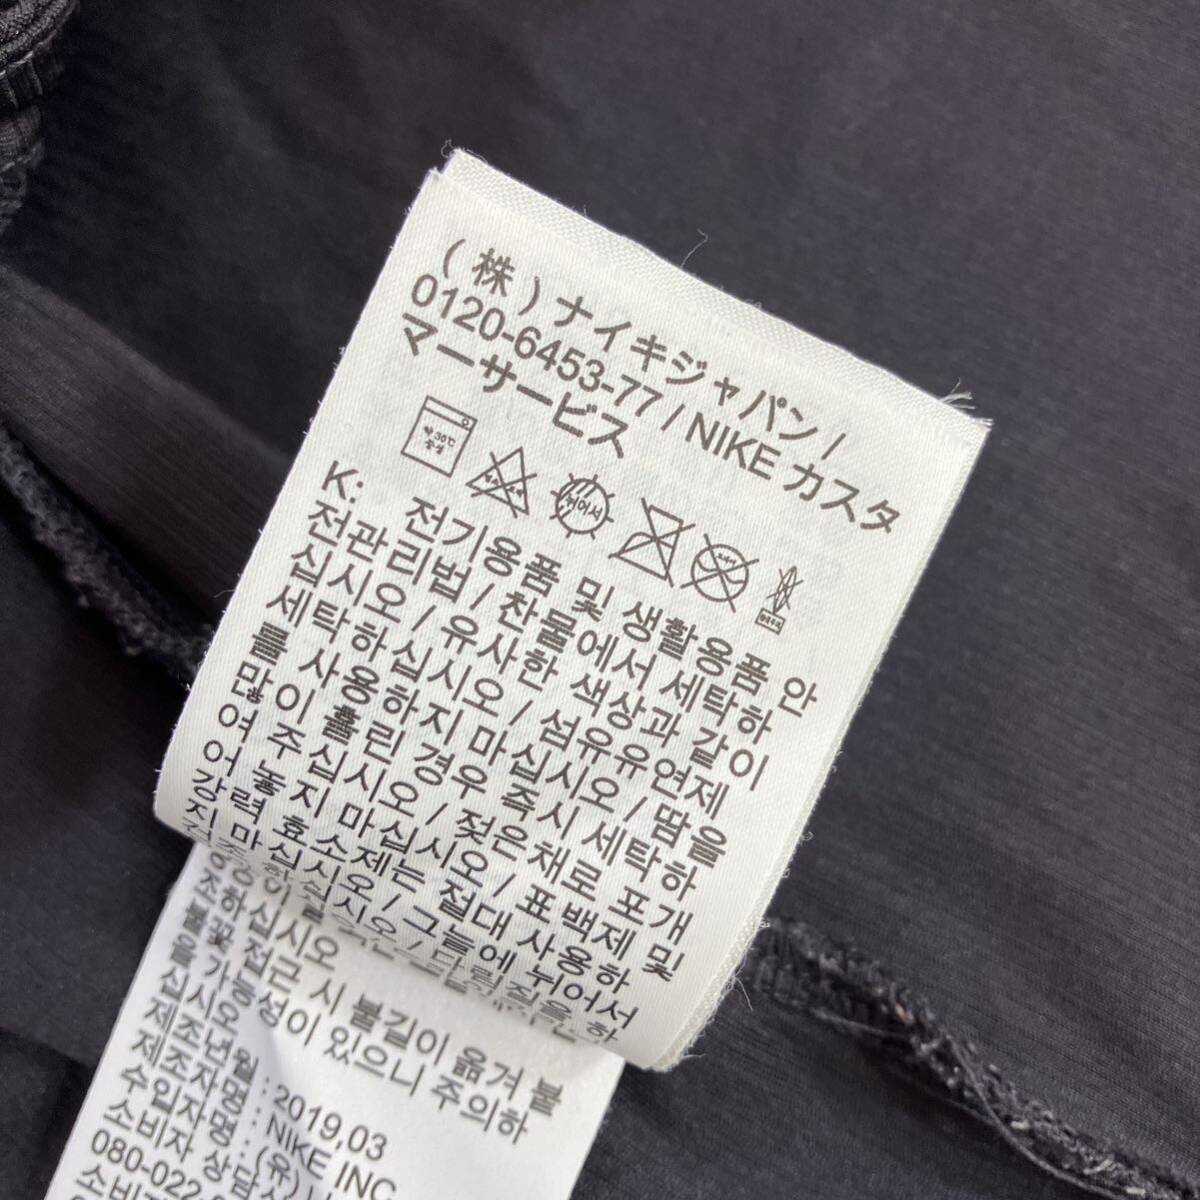 (株)ナイキジャパン/
0120-6453-77 / NIKE カスタ
マーサービス
약 30℃
중성
뉘어서
K: 전기용품 및 생활용품 안
전관리법/찬물에서 세탁하
십시오/유사한 색상과 같이
세탁하십시오/섬유유연제
를 사용하지 마십시오/땀을
많이 흘린 경우 즉시 세탁하
여 주십시오/젖은채로 포개
어 놓지 마십시오/표백제 및
강력 효소제는 절대 사용하
지 마십시오/그늘에 뉘어서
조하십시오
불꽃 접근 시 불길이 옮겨 붙
을 가능성이 있으니 주의하
십시오
제조년월: 2019,03
제조자명: NIKE INC
수입자명: (유)
소비자 상담
080-022